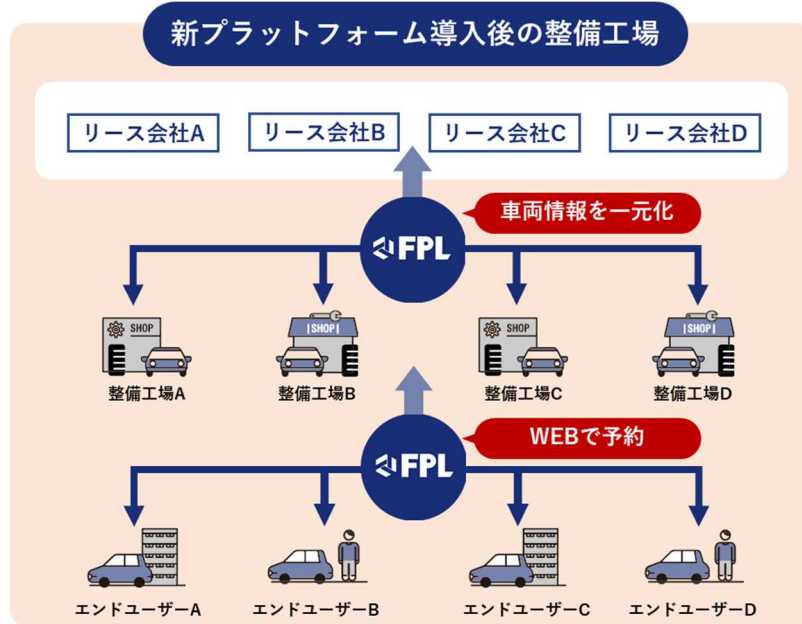 新プラットフォーム導入後の整備工場
リース会社A リース会社B リース会社C リース会社D
車両情報を一元化
FPL
SHOP SHOP SHOP SHOP
整備工場A 整備工場B 整備工場C 整備工場D
WEBで予約
FPL
エンドユーザーA エンドユーザーB エンドユーザーC エンドユーザーD